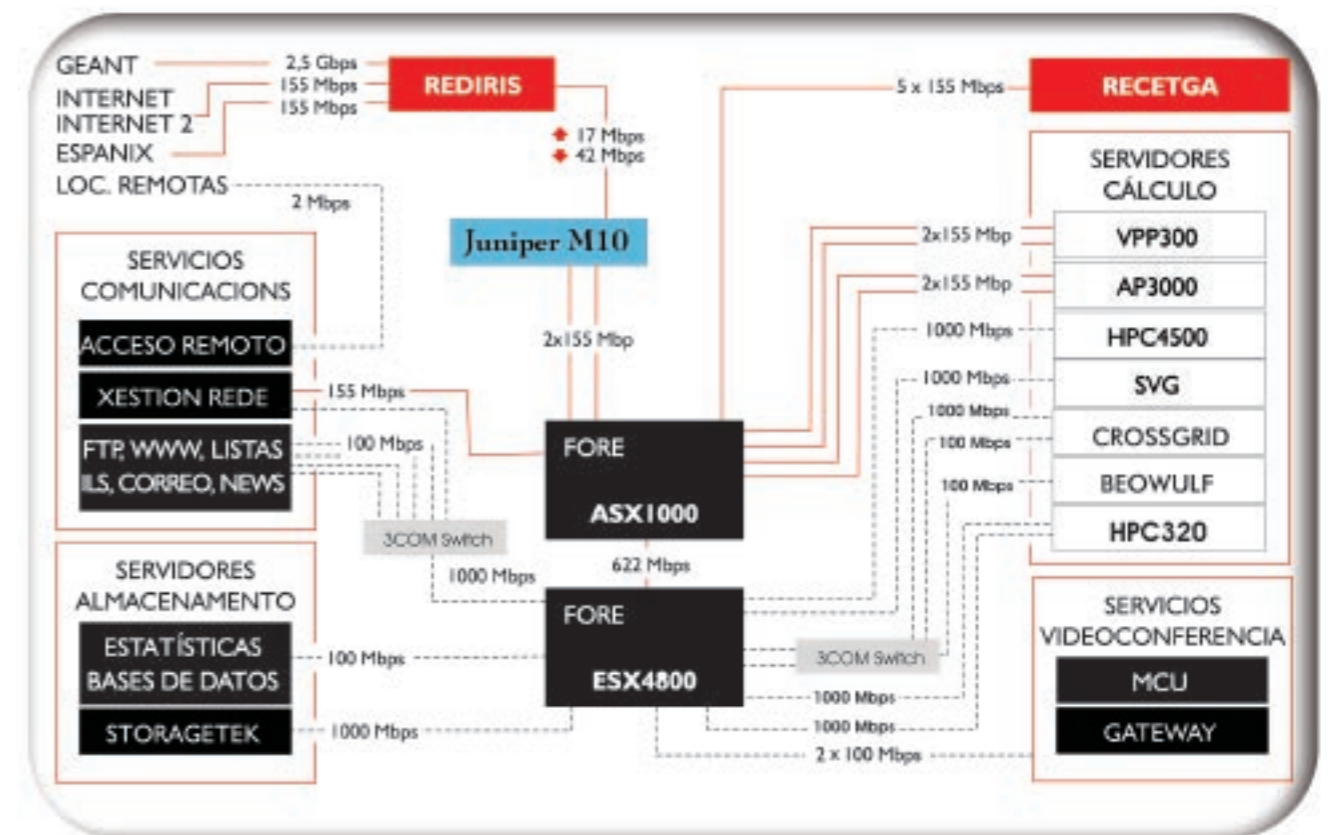 GEANT
2,5 Gbps
REDIRIS
INTERNET
155 Mbps
INTERNET 2
155 Mbps
ESPANIX
LOC. REMOTAS
2 Mbps
17 Mbps
42 Mbps
5 x 155 Mbps
RECETGA
Juniper M10
2x155 Mbp
SERVICIOS
COMUNICACIONS
ACCESO REMOTO
XESTION REDE
155 Mbps
FTP, WWW, LISTAS
ILS, CORREO, NEWS
100 Mbps
3COM Switch
1000 Mbps
FORE
ASX1000
622 Mbps
FORE
ESX4800
SERVIDORES
ALMACENAMENTO
ESTATÍSTICAS
BASES DE DATOS
100 Mbps
STORAGETEK
1000 Mbps
SERVIDORES
CÁLCULO
2x155 Mbp
VPP300
2x155 Mbp
AP3000
1000 Mbps
HPC4500
1000 Mbps
SVG
1000 Mbps
CROSSGRID
100 Mbps
BEOWULF
100 Mbps
HPC320
3COM Switch
1000 Mbps
1000 Mbps
2 x 100 Mbps
SERVICIOS
VIDEOCONFERENCIA
MCU
GATEWAY